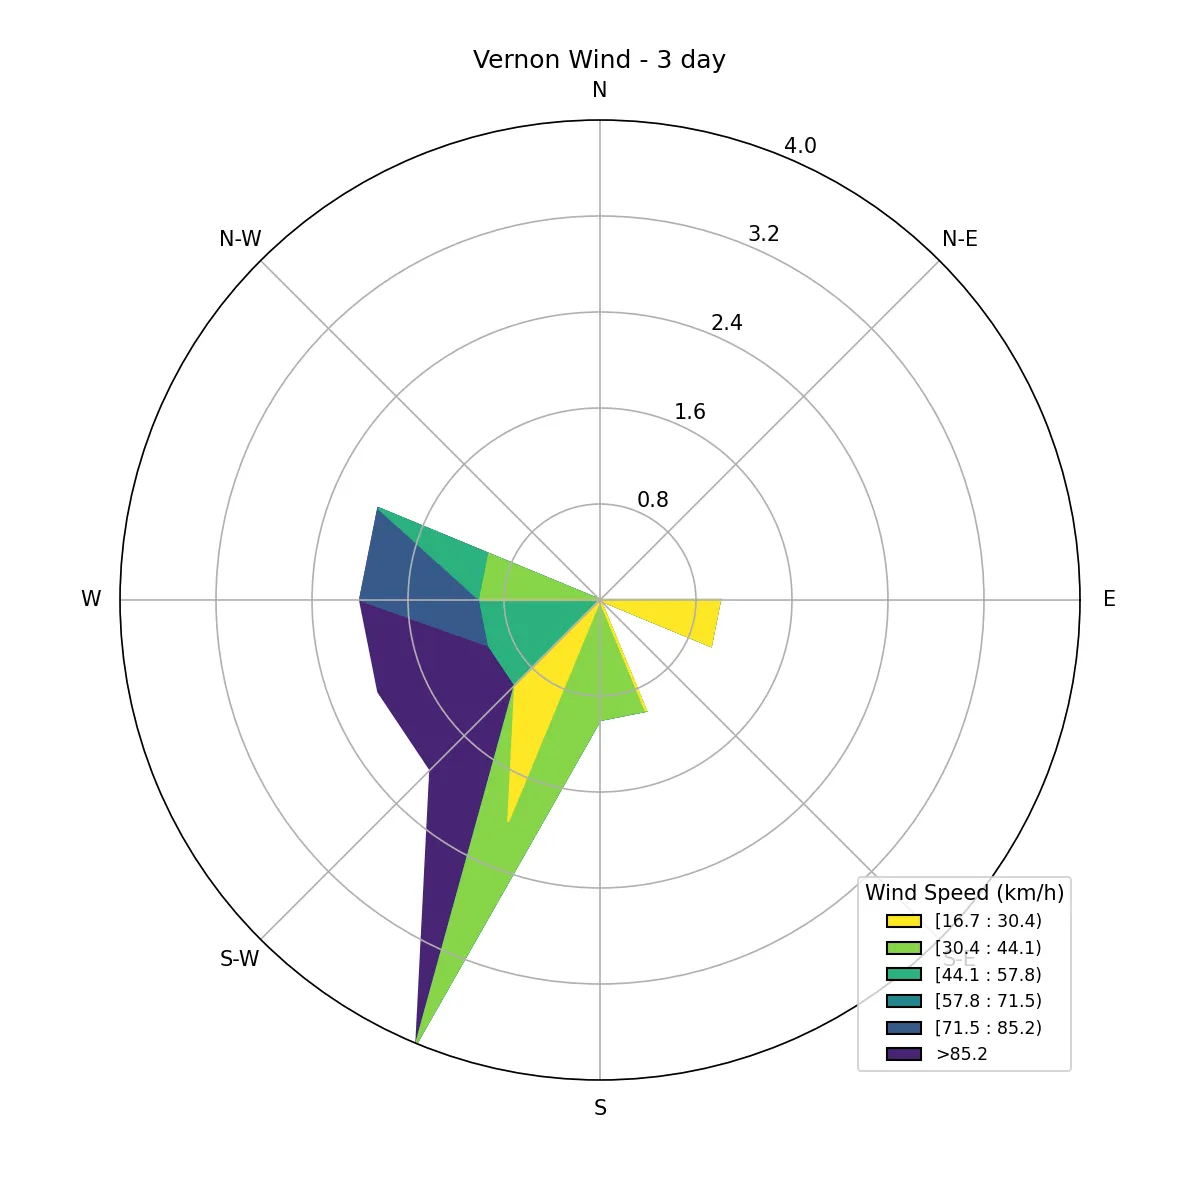 Vernon Wind - 3 day
N
4.0
N-W
3.2
N-E
2.4
1.6
0.8
W
E
Wind Speed (km/h)
[16.7 : 30.4)
[30.4 : 44.1)
S-W
S-E
[44.1 : 57.8)
[57.8 : 71.5)
[71.5 : 85.2)
>85.2
S